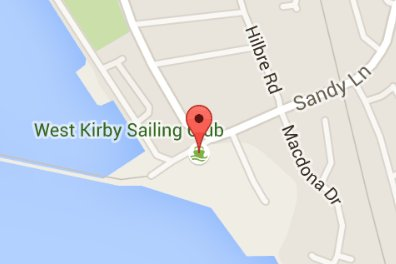 Hilbre Rd
Sandy Ln
West Kirby Sailing Club
Macdona Dr